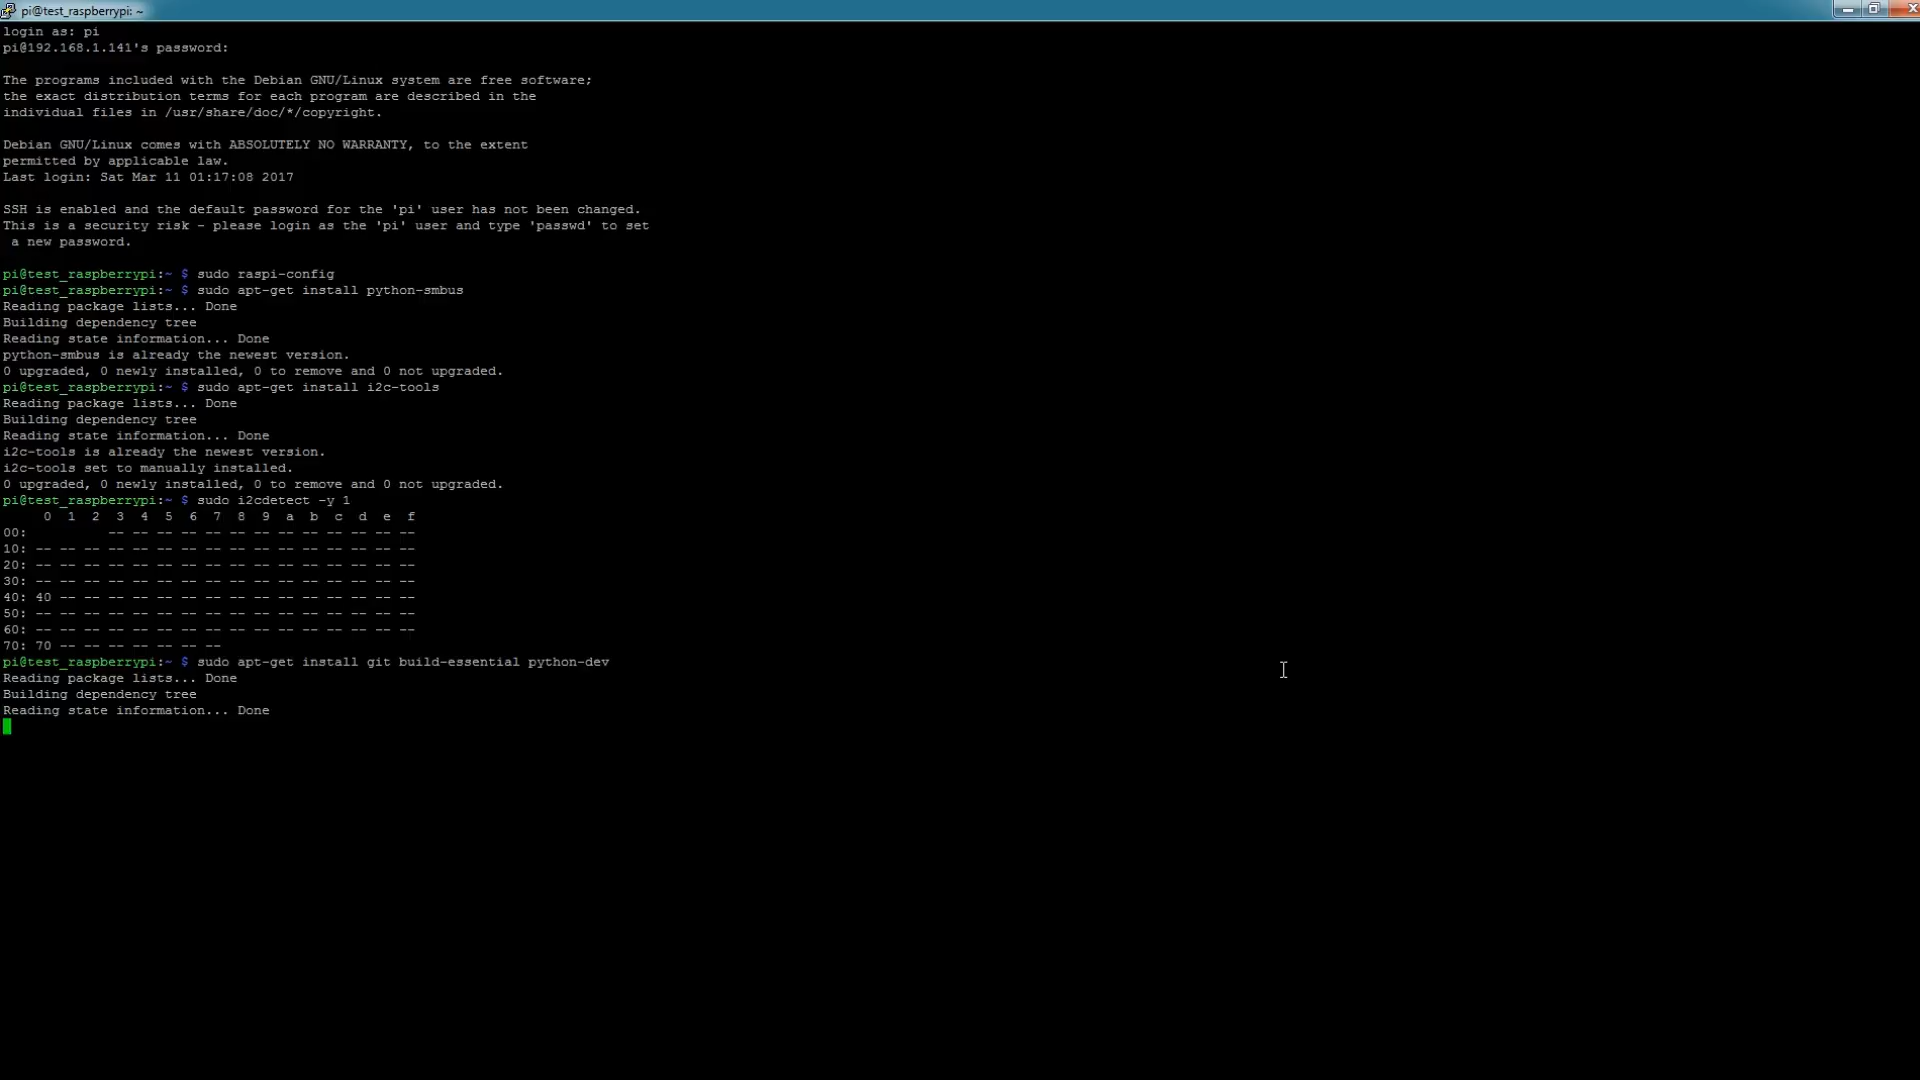 pi@test_raspberrypi: ~
login as: pi
pi@192.168.1.141's password:
The programs included with the Debian GNU/Linux system are free software;
the exact distribution terms for each program are described in the
individual files in /usr/share/doc/*/copyright.
Debian GNU/Linux comes with ABSOLUTELY NO WARRANTY, to the extent
permitted by applicable law.
Last login: Sat Mar 11 01:17:08 2017
SSH is enabled and the default password for the 'pi' user has not been changed.
This is a security risk - please login as the 'pi' user and type 'passwd' to set
 a new password.
pi@test_raspberrypi:~ $ sudo raspi-config
pi@test_raspberrypi:~ $ sudo apt-get install python-smbus
Reading package lists... Done
Building dependency tree
Reading state information... Done
python-smbus is already the newest version.
0 upgraded, 0 newly installed, 0 to remove and 0 not upgraded.
pi@test_raspberrypi:~ $ sudo apt-get install i2c-tools
Reading package lists... Done
Building dependency tree
Reading state information... Done
i2c-tools is already the newest version.
i2c-tools set to manually installed.
0 upgraded, 0 newly installed, 0 to remove and 0 not upgraded.
pi@test_raspberrypi:~ $ sudo i2cdetect -y 1
     0  1  2  3  4  5  6  7  8  9  a  b  c  d  e  f
00:          -- -- -- -- -- -- -- -- -- -- -- -- --
10: -- -- -- -- -- -- -- -- -- -- -- -- -- -- -- --
20: -- -- -- -- -- -- -- -- -- -- -- -- -- -- -- --
30: -- -- -- -- -- -- -- -- -- -- -- -- -- -- -- --
40: 40 -- -- -- -- -- -- -- -- -- -- -- -- -- -- --
50: -- -- -- -- -- -- -- -- -- -- -- -- -- -- -- --
60: -- -- -- -- -- -- -- -- -- -- -- -- -- -- -- --
70: 70 -- -- -- -- -- -- --
pi@test_raspberrypi:~ $ sudo apt-get install git build-essential python-dev
Reading package lists... Done
Building dependency tree
Reading state information... Done